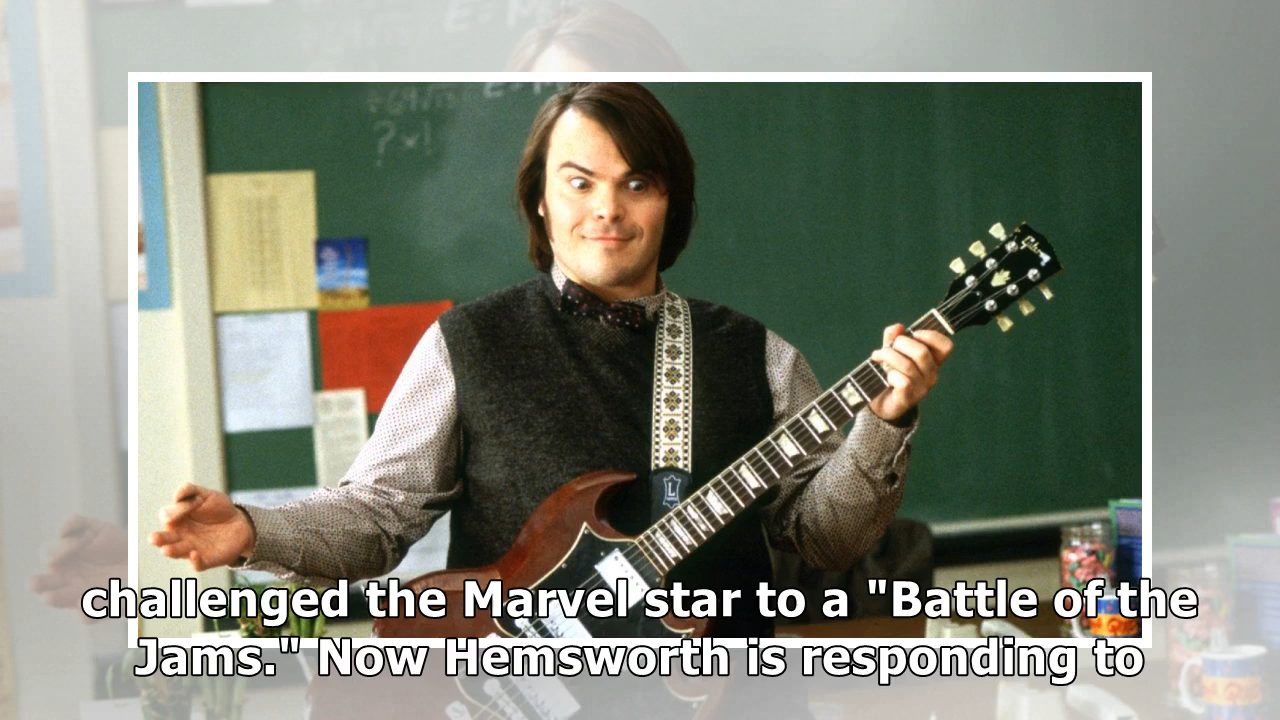 E=M
?x!
challenged the Marvel star to a "Battle of the
Jams." Now Hemsworth is responding to